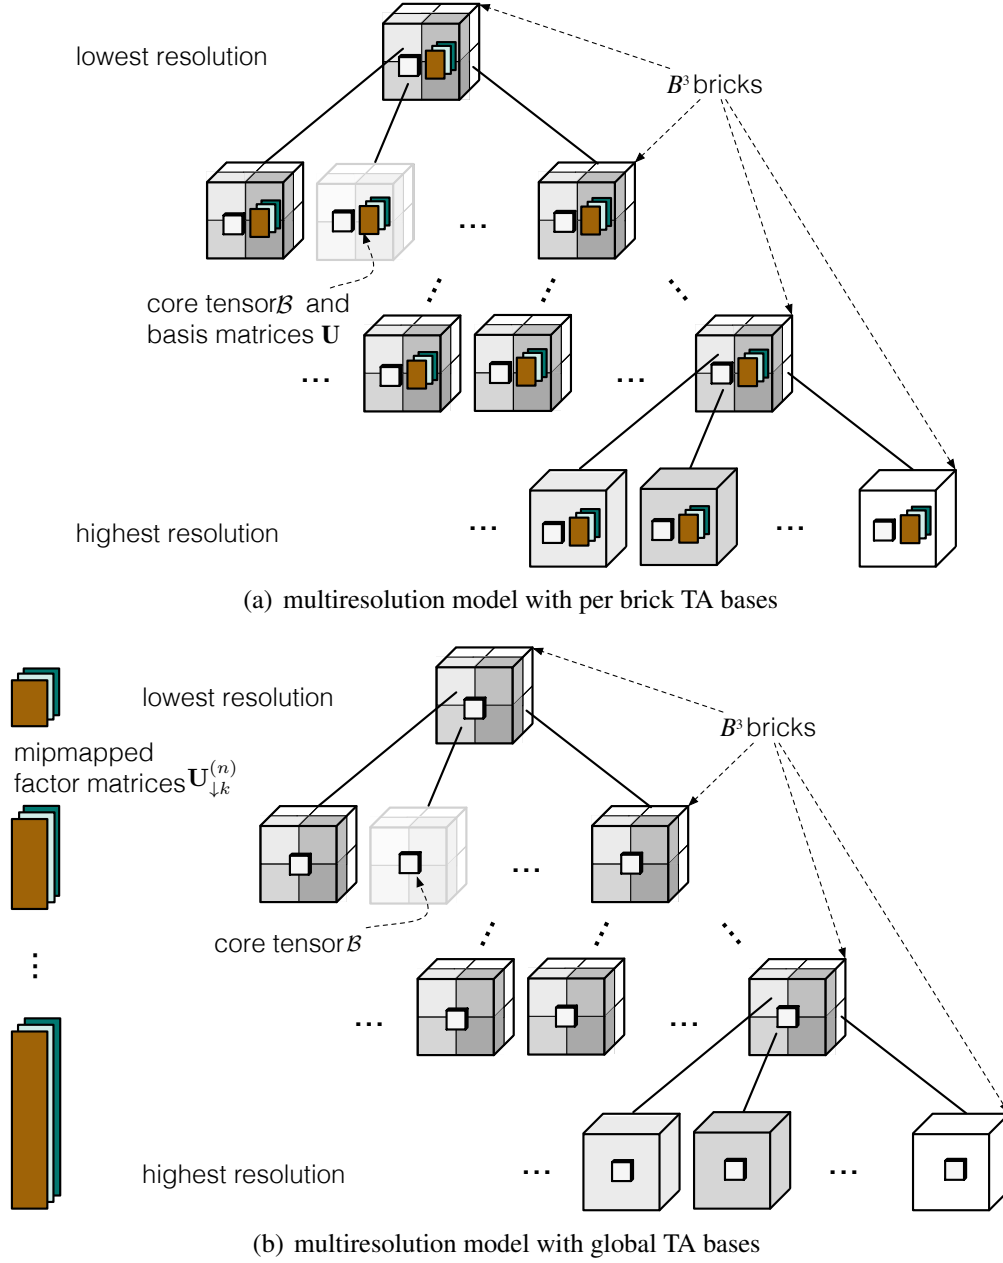 lowest resolution
B³ bricks
core tensor ℬ and
basis matrices U
highest resolution
(a) multiresolution model with per brick TA bases
lowest resolution
B³ bricks
mipmapped
factor matrices U↓k^(n)
core tensor ℬ
highest resolution
(b) multiresolution model with global TA bases